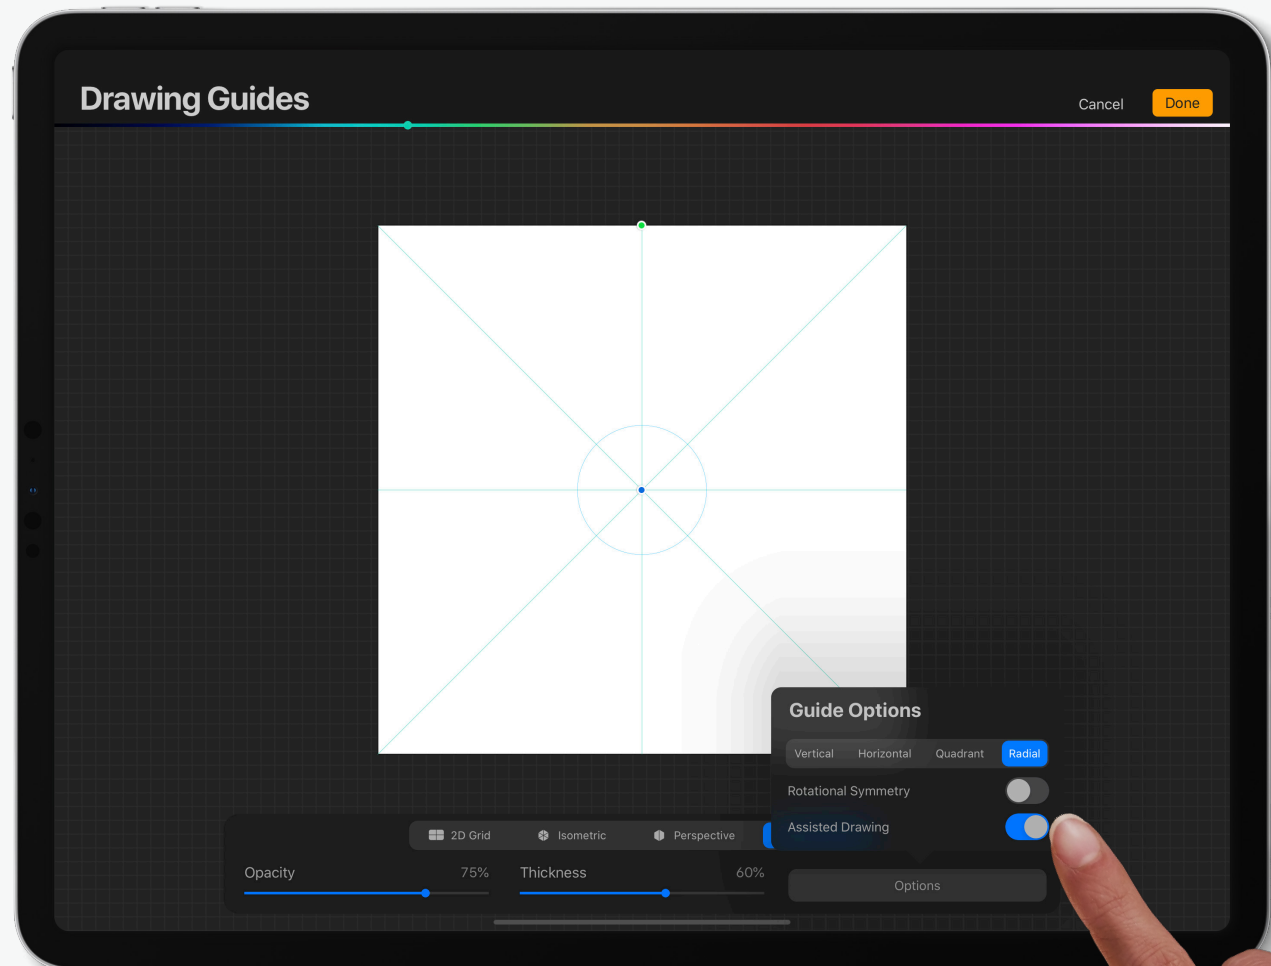 Drawing Guides
Cancel
Done
Guide Options
Vertical Horizontal Quadrant Radial
Rotational Symmetry
Assisted Drawing
2D Grid Isometric Perspective
Opacity 75% Thickness 60%
Options